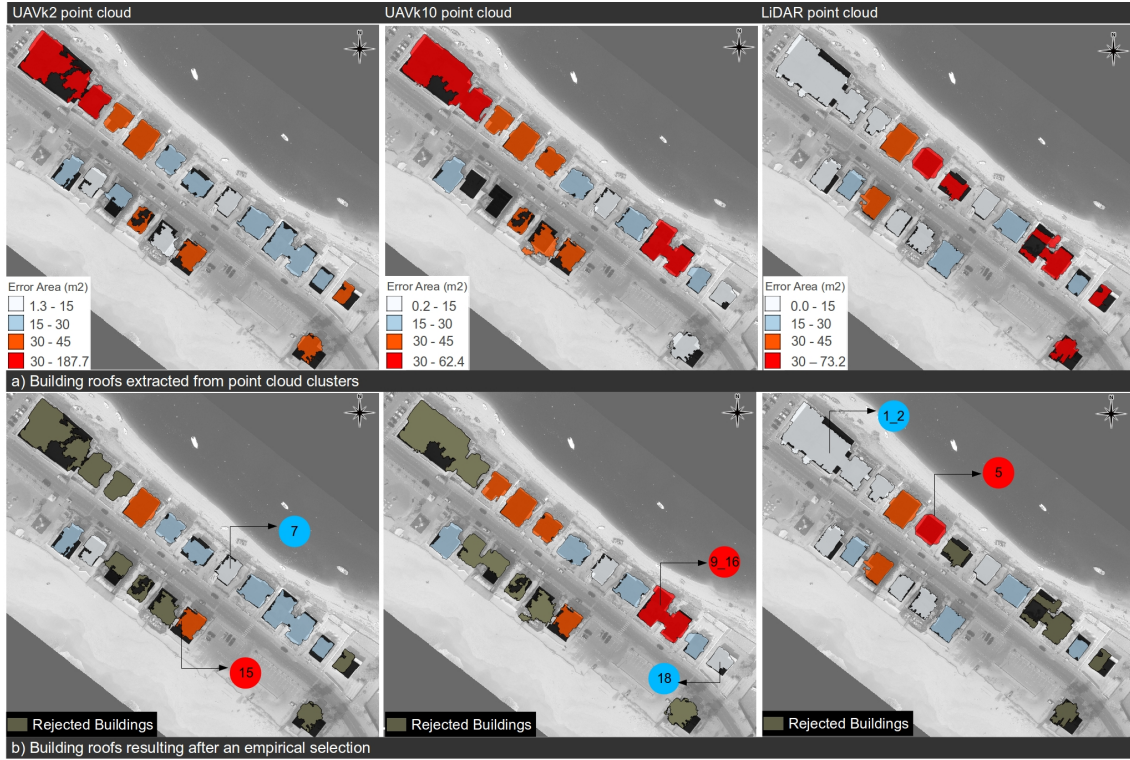 UAVk2 point cloud
UAVk10 point cloud
LiDAR point cloud
N
N
N
Error Area (m2)
1.3 - 15
15 - 30
30 - 45
30 - 187.7
Error Area (m2)
0.2 - 15
15 - 30
30 - 45
30 - 62.4
Error Area (m2)
0.0 - 15
15 - 30
30 - 45
30 – 73.2
a) Building roofs extracted from point cloud clusters
N
N
N
7
15
Rejected Buildings
9_16
18
Rejected Buildings
1_2
5
Rejected Buildings
b) Building roofs resulting after an empirical selection